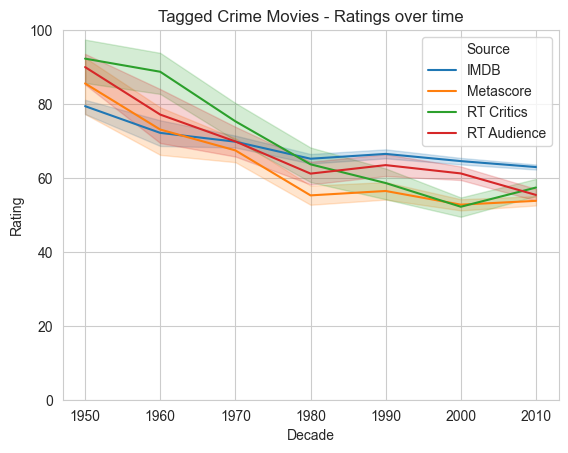 Tagged Crime Movies - Ratings over time
100
80
60
40
20
0
Rating
Source
IMDB
Metascore
RT Critics
RT Audience
1950 1960 1970 1980 1990 2000 2010
Decade